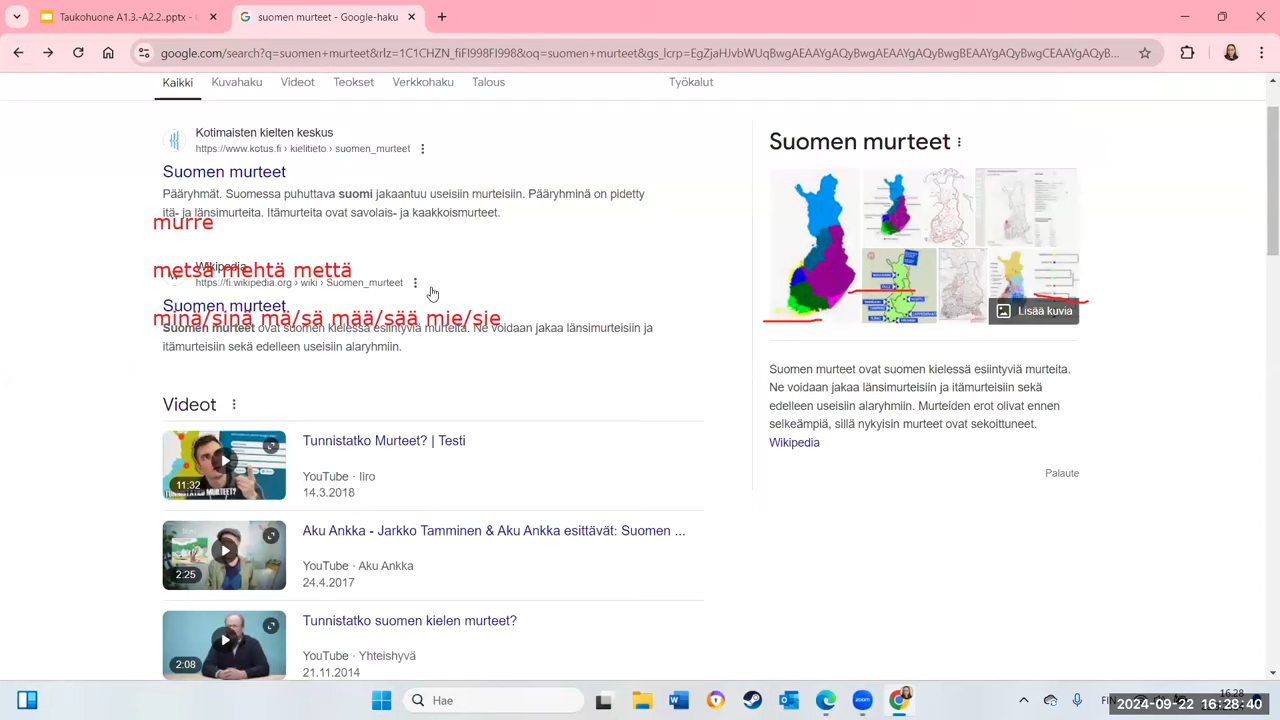 Taukohuone A1.3.-A2.2.pptx -
suomen murteet - Google-haku
google.com/search?q=suomen+murteet&rlz=1C1CHZN_fiFI998FI998&oq=suomen+murteet&gs_lcrp=EgZjaHJvbWUqBwgAEAAYgAQyBwgAEAAYgAQyBwgBEAAYgAQyBwgCEAAYgAQyB...
Kaikki Kuvahaku Videot Teokset Verkkohaku Talous Työkalut
Kotimaisten kielten keskus
https://www.kotus.fi › kielitieto › suomen_murteet
Suomen murteet
Pääryhmät. Suomessa puhuttava suomi jakaantuu useisiin murteisiin. Pääryhminä on pidetty
itä- ja länsimurteita. Itämurteita ovat savolais- ja kaakkoismurteet.
murre
Wikipedia
metsä mehtä mettä
https://fi.wikipedia.org › wiki › Suomen_murteet
Suomen murteet
minä/sinä mä/sä mää/sää mie/sie
Suomen murteet ovat suomen kielessä esiintyviä murteita. Ne voidaan jakaa länsimurteisiin ja
itämurteisiin sekä edelleen useisiin alaryhmiin.
Videot
11:32
Tunnistatko Murteet? | Testi
YouTube · Iiro
14.3.2018
2:25
Aku Ankka - Jarkko Tamminen & Aku Ankka esittävät: Suomen ...
YouTube · Aku Ankka
24.4.2017
2:08
Tunnistatko suomen kielen murteet?
YouTube · Yhteishyvä
21.11.2014
Suomen murteet
Lisää kuvia
Suomen murteet ovat suomen kielessä esiintyviä murteita.
Ne voidaan jakaa länsimurteisiin ja itämurteisiin sekä
edelleen useisiin alaryhmiin. Murteiden erot olivat ennen
selkeämpiä, sillä nykyisin murteet ovat sekoittuneet.
Wikipedia
Palaute
Hae
zoom
FIN
16.28
2024-09-22 16:28:40